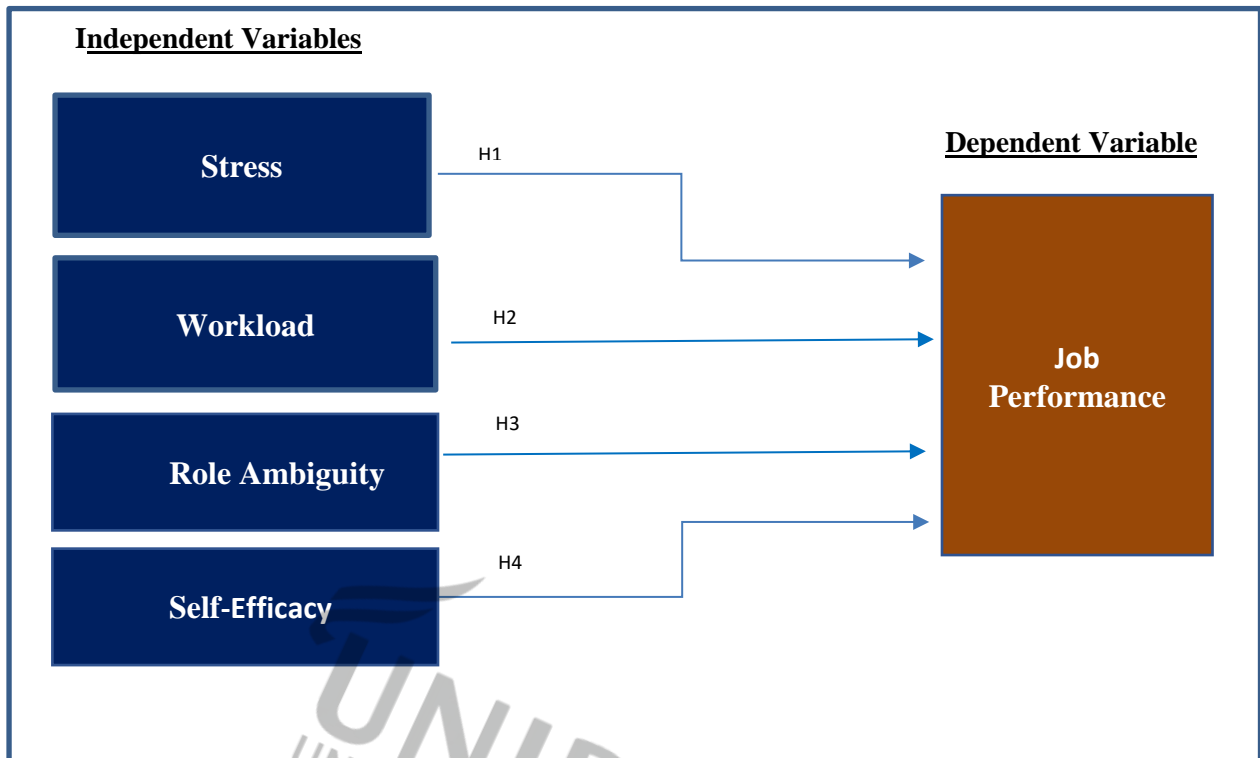 Independent Variables
Stress
H1
Dependent Variable
Workload
H2
Job
Performance
Role Ambiguity
H3
Self-Efficacy
H4